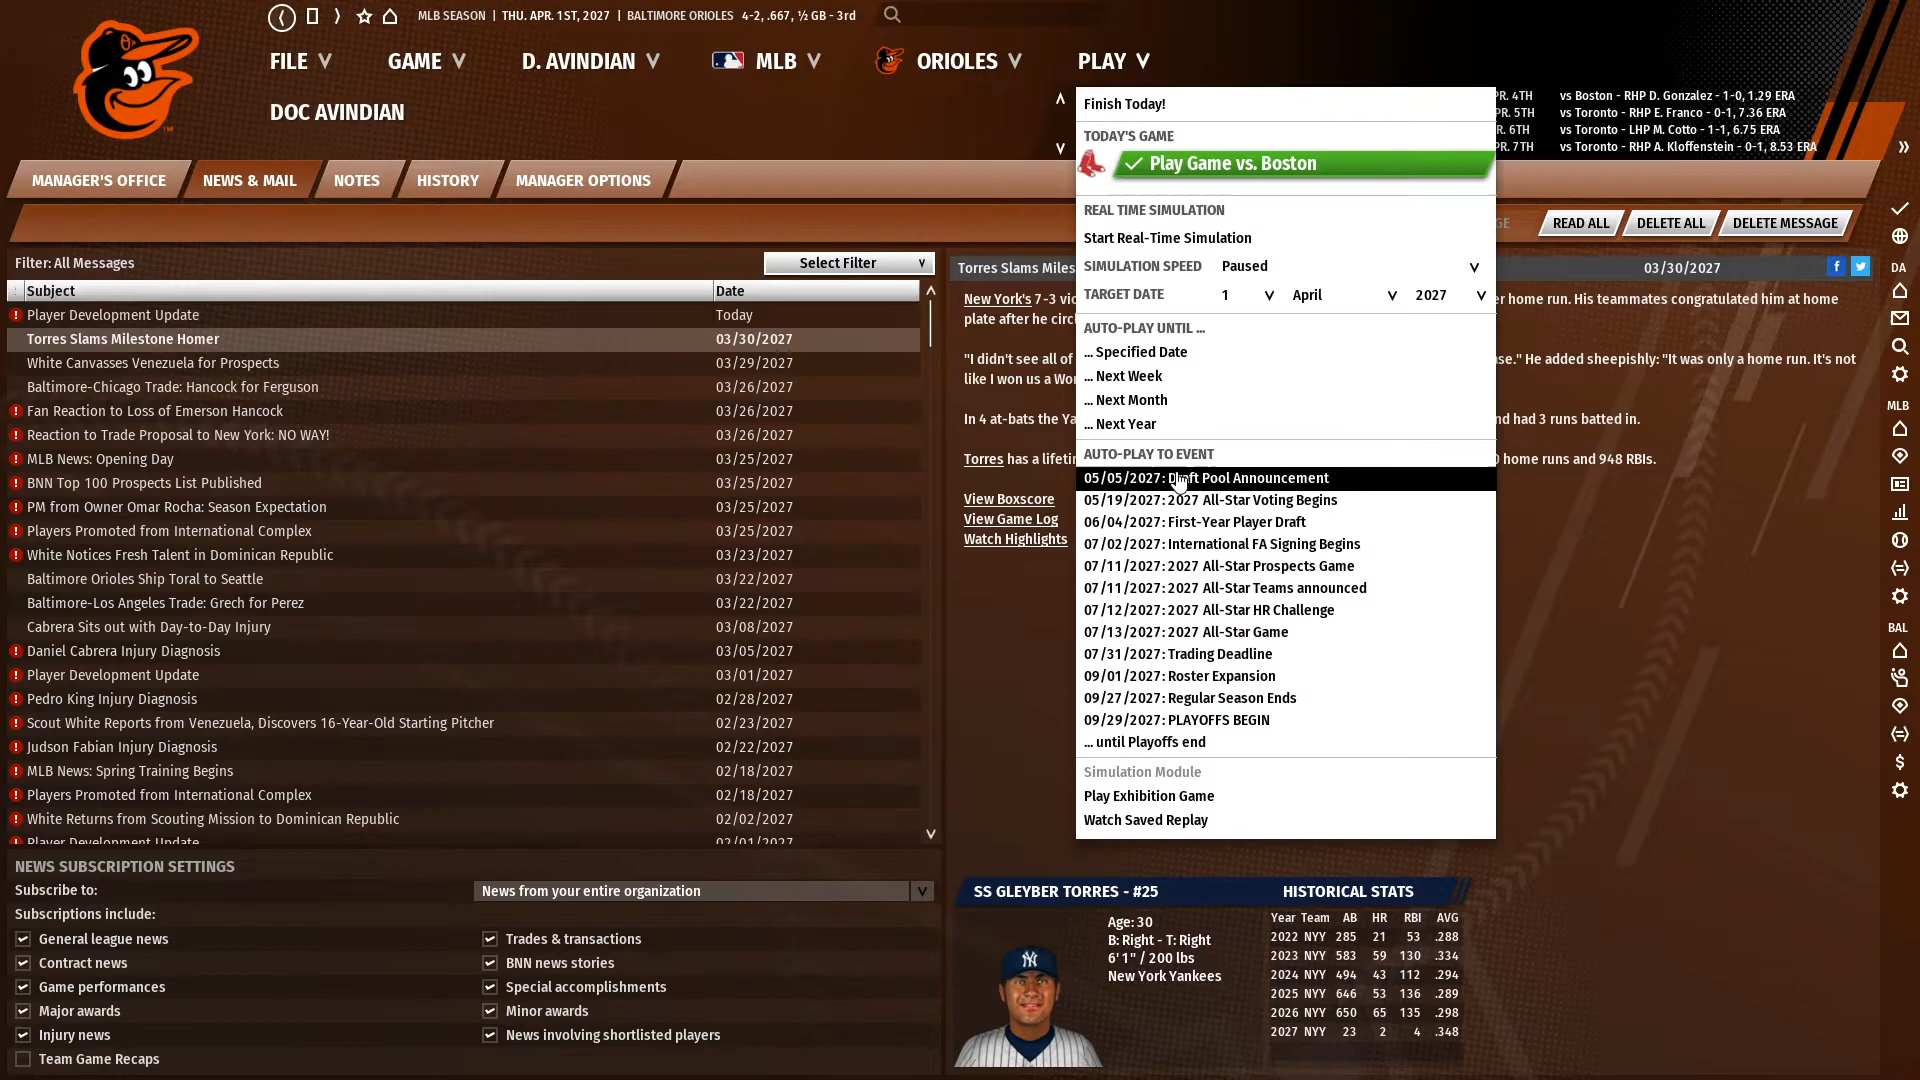 MLB SEASON | THU. APR. 1ST, 2027 | BALTIMORE ORIOLES 4-2, .667, ½ GB - 3rd
FILE GAME D. AVINDIAN MLB ORIOLES PLAY
DOC AVINDIAN
PR. 4TH vs Boston - RHP D. Gonzalez - 1-0, 1.29 ERA
PR. 5TH vs Toronto - RHP E. Franco - 0-1, 7.36 ERA
R. 6TH vs Toronto - LHP M. Cotto - 1-1, 6.75 ERA
PR. 7TH vs Toronto - RHP A. Kloffenstein - 0-1, 8.53 ERA
MANAGER'S OFFICE NEWS & MAIL NOTES HISTORY MANAGER OPTIONS
GE READ ALL DELETE ALL DELETE MESSAGE
Filter: All Messages Select Filter
Subject Date
Player Development Update Today
Torres Slams Milestone Homer 03/30/2027
White Canvasses Venezuela for Prospects 03/29/2027
Baltimore-Chicago Trade: Hancock for Ferguson 03/26/2027
Fan Reaction to Loss of Emerson Hancock 03/26/2027
Reaction to Trade Proposal to New York: NO WAY! 03/26/2027
MLB News: Opening Day 03/25/2027
BNN Top 100 Prospects List Published 03/25/2027
PM from Owner Omar Rocha: Season Expectation 03/25/2027
Players Promoted from International Complex 03/25/2027
White Notices Fresh Talent in Dominican Republic 03/23/2027
Baltimore Orioles Ship Toral to Seattle 03/22/2027
Baltimore-Los Angeles Trade: Grech for Perez 03/22/2027
Cabrera Sits out with Day-to-Day Injury 03/08/2027
Daniel Cabrera Injury Diagnosis 03/05/2027
Player Development Update 03/01/2027
Pedro King Injury Diagnosis 02/28/2027
Scout White Reports from Venezuela, Discovers 16-Year-Old Starting Pitcher 02/23/2027
Judson Fabian Injury Diagnosis 02/22/2027
MLB News: Spring Training Begins 02/18/2027
Players Promoted from International Complex 02/18/2027
White Returns from Scouting Mission to Dominican Republic 02/02/2027
Player Development Update 02/01/2027
NEWS SUBSCRIPTION SETTINGS
Subscribe to: News from your entire organization
Subscriptions include:
General league news Trades & transactions
Contract news BNN news stories
Game performances Special accomplishments
Major awards Minor awards
Injury news News involving shortlisted players
Team Game Recaps
Finish Today!
TODAY'S GAME
Play Game vs. Boston
REAL TIME SIMULATION
Start Real-Time Simulation
SIMULATION SPEED Paused
TARGET DATE 1 April 2027
AUTO-PLAY UNTIL ...
... Specified Date
... Next Week
... Next Month
... Next Year
AUTO-PLAY TO EVENT
05/05/2027: Draft Pool Announcement
05/19/2027: 2027 All-Star Voting Begins
06/04/2027: First-Year Player Draft
07/02/2027: International FA Signing Begins
07/11/2027: 2027 All-Star Prospects Game
07/11/2027: 2027 All-Star Teams announced
07/12/2027: 2027 All-Star HR Challenge
07/13/2027: 2027 All-Star Game
07/31/2027: Trading Deadline
09/01/2027: Roster Expansion
09/27/2027: Regular Season Ends
09/29/2027: PLAYOFFS BEGIN
... until Playoffs end
Simulation Module
Play Exhibition Game
Watch Saved Replay
Torres Slams Miles 03/30/2027
New York's 7-3 vic er home run. His teammates congratulated him at home
plate after he circl
"I didn't see all of se." He added sheepishly: "It was only a home run. It's not
like I won us a Wor
In 4 at-bats the Ya nd had 3 runs batted in.
Torres has a lifetim 0 home runs and 948 RBIs.
View Boxscore
View Game Log
Watch Highlights
SS GLEYBER TORRES - #25 HISTORICAL STATS
Age: 30
B: Right - T: Right
6' 1" / 200 lbs
New York Yankees
Year Team AB HR RBI AVG
2022 NYY 285 21 53 .288
2023 NYY 583 59 130 .334
2024 NYY 494 43 112 .294
2025 NYY 646 53 136 .289
2026 NYY 650 65 135 .298
2027 NYY 23 2 4 .348
DA
MLB
BAL